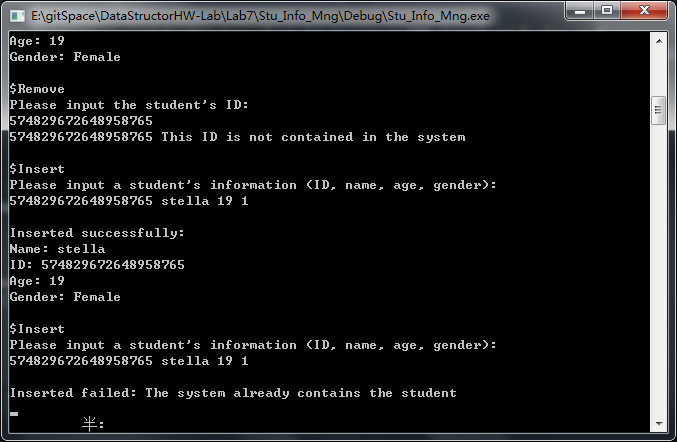 E:\gitSpace\DataStructorHW-Lab\Lab7\Stu_Info_Mng\Debug\Stu_Info_Mng.exe
Age: 19
Gender: Female
$Remove
Please input the student's ID:
574829672648958765
574829672648958765 This ID is not contained in the system
$Insert
Please input a student's information (ID, name, age, gender):
574829672648958765 stella 19 1
Inserted successfully:
Name: stella
ID: 574829672648958765
Age: 19
Gender: Female
$Insert
Please input a student's information (ID, name, age, gender):
574829672648958765 stella 19 1
Inserted failed: The system already contains the student
半: